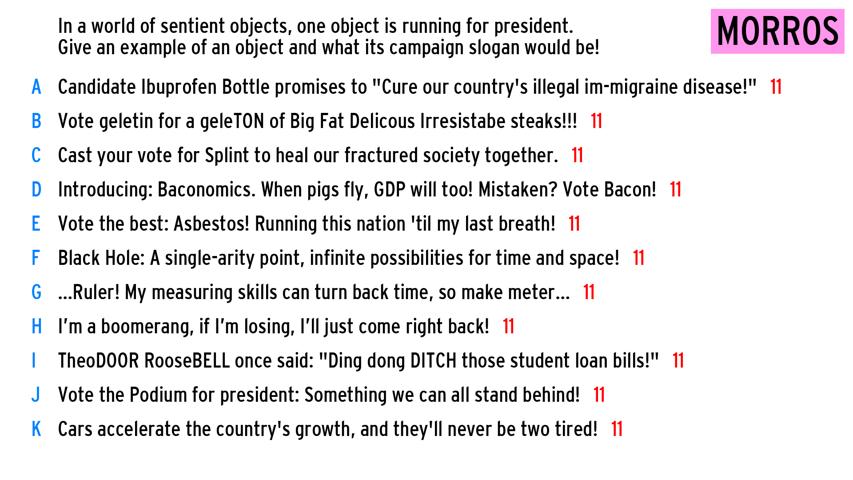 In a world of sentient objects, one object is running for president.
Give an example of an object and what its campaign slogan would be!
MORROS
A Candidate Ibuprofen Bottle promises to "Cure our country's illegal im-migraine disease!" 11
B Vote geletin for a geleTON of Big Fat Delicous Irresistabe steaks!!! 11
C Cast your vote for Splint to heal our fractured society together. 11
D Introducing: Baconomics. When pigs fly, GDP will too! Mistaken? Vote Bacon! 11
E Vote the best: Asbestos! Running this nation 'til my last breath! 11
F Black Hole: A single-arity point, infinite possibilities for time and space! 11
G ...Ruler! My measuring skills can turn back time, so make meter... 11
H I'm a boomerang, if I'm losing, I'll just come right back! 11
I TheoDOOR RooseBELL once said: "Ding dong DITCH those student loan bills!" 11
J Vote the Podium for president: Something we can all stand behind! 11
K Cars accelerate the country's growth, and they'll never be two tired! 11